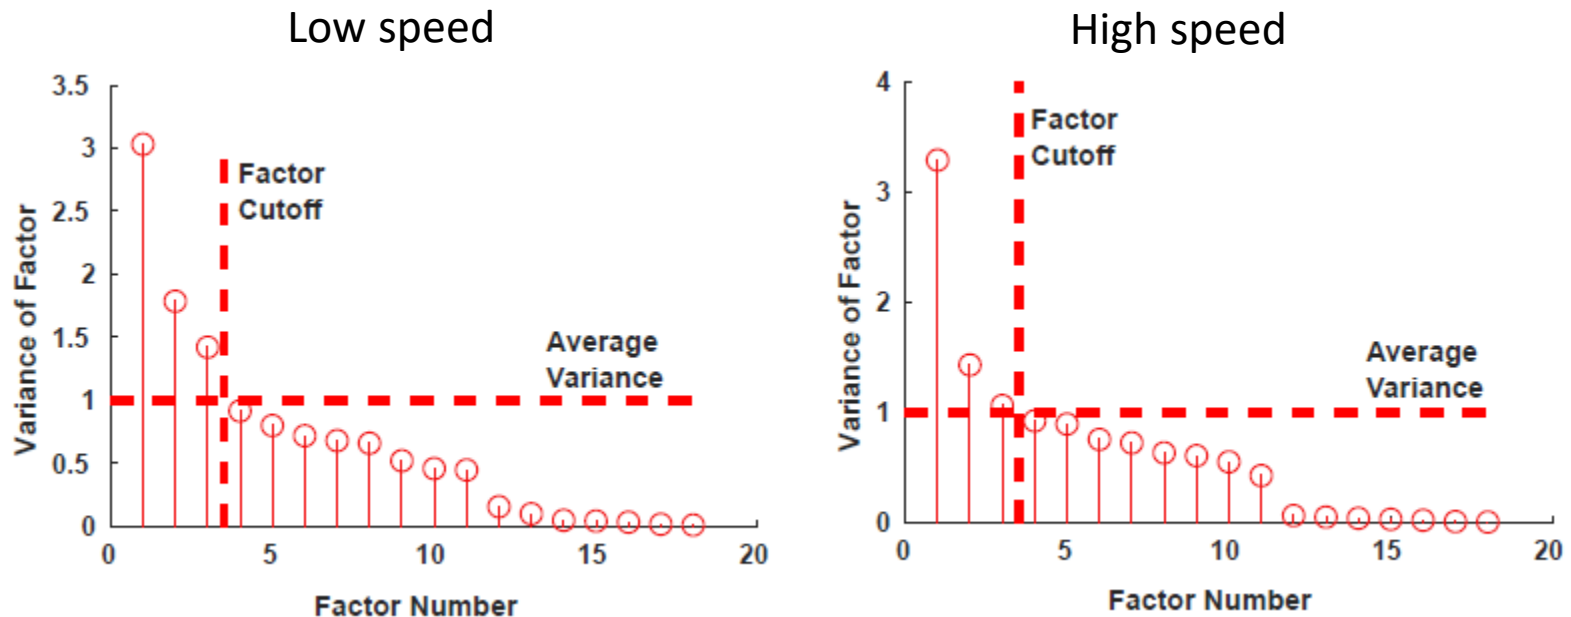 Low speed
3.5
3
2.5
2
1.5
1
0.5
0
0
5
10
15
20
Variance of Factor
Factor
Cutoff
Average
Variance
Factor Number
High speed
4
3
2
1
0
0
5
10
15
20
Variance of Factor
Factor
Cutoff
Average
Variance
Factor Number